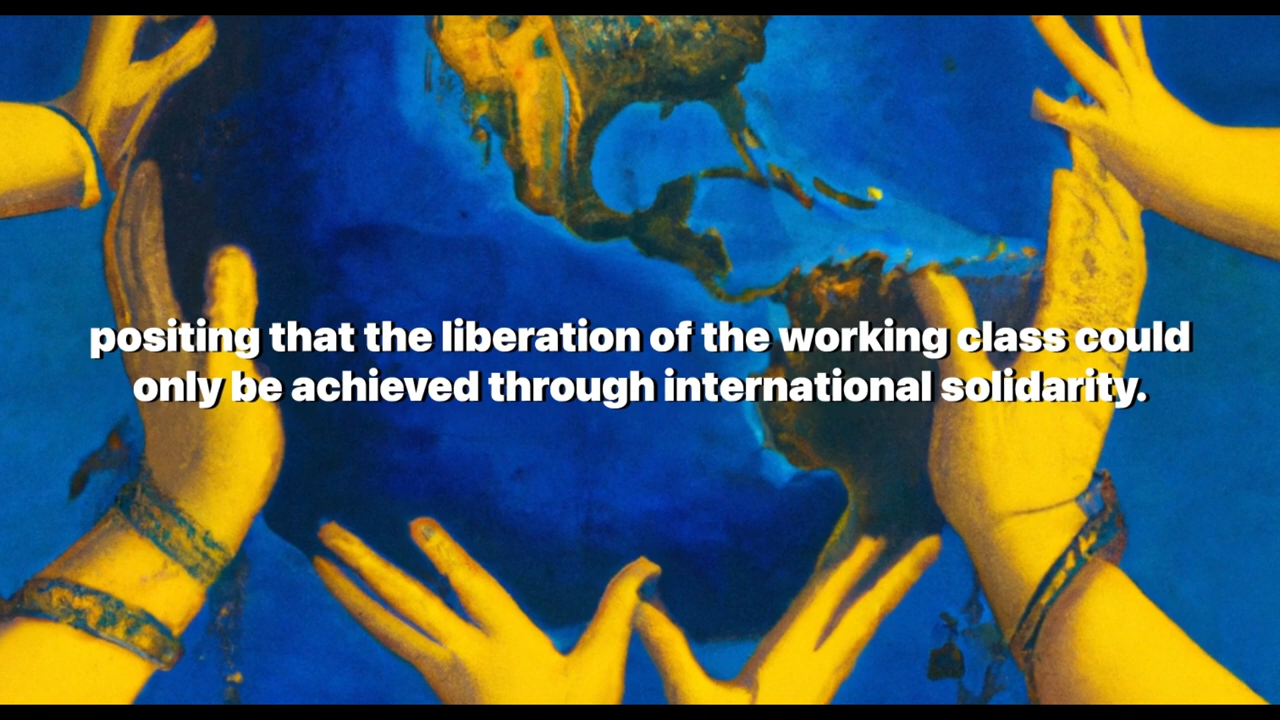 positing that the liberation of the working class could
only be achieved through international solidarity.